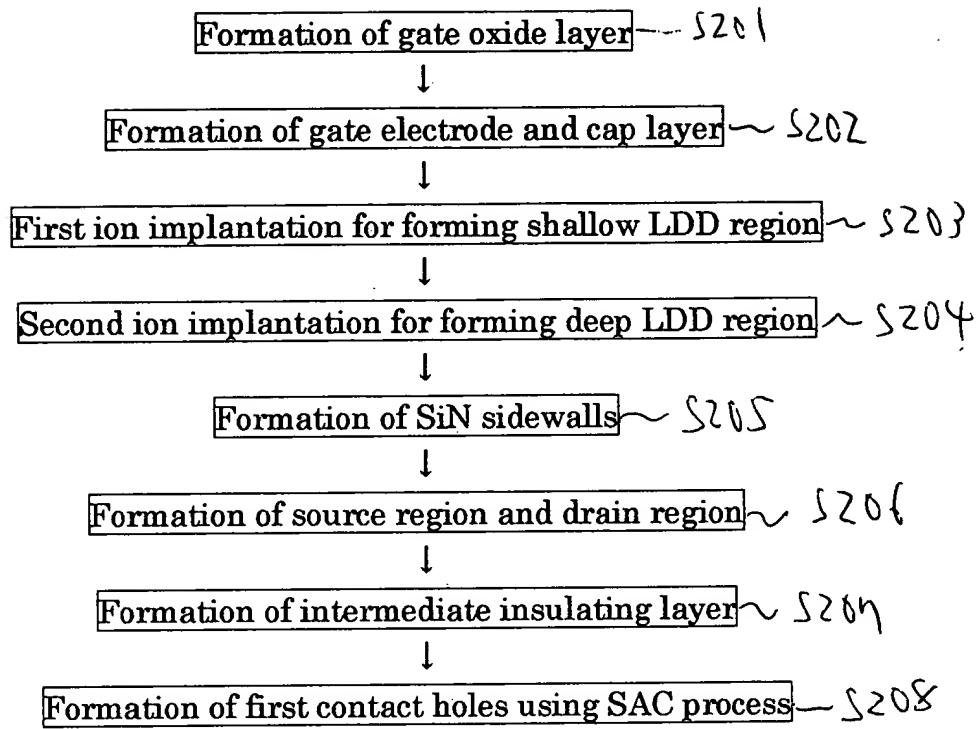 Formation of gate oxide layer S201
↓
Formation of gate electrode and cap layer S202
↓
First ion implantation for forming shallow LDD region S203
↓
Second ion implantation for forming deep LDD region S204
↓
Formation of SiN sidewalls S205
↓
Formation of source region and drain region S206
↓
Formation of intermediate insulating layer S207
↓
Formation of first contact holes using SAC process S208